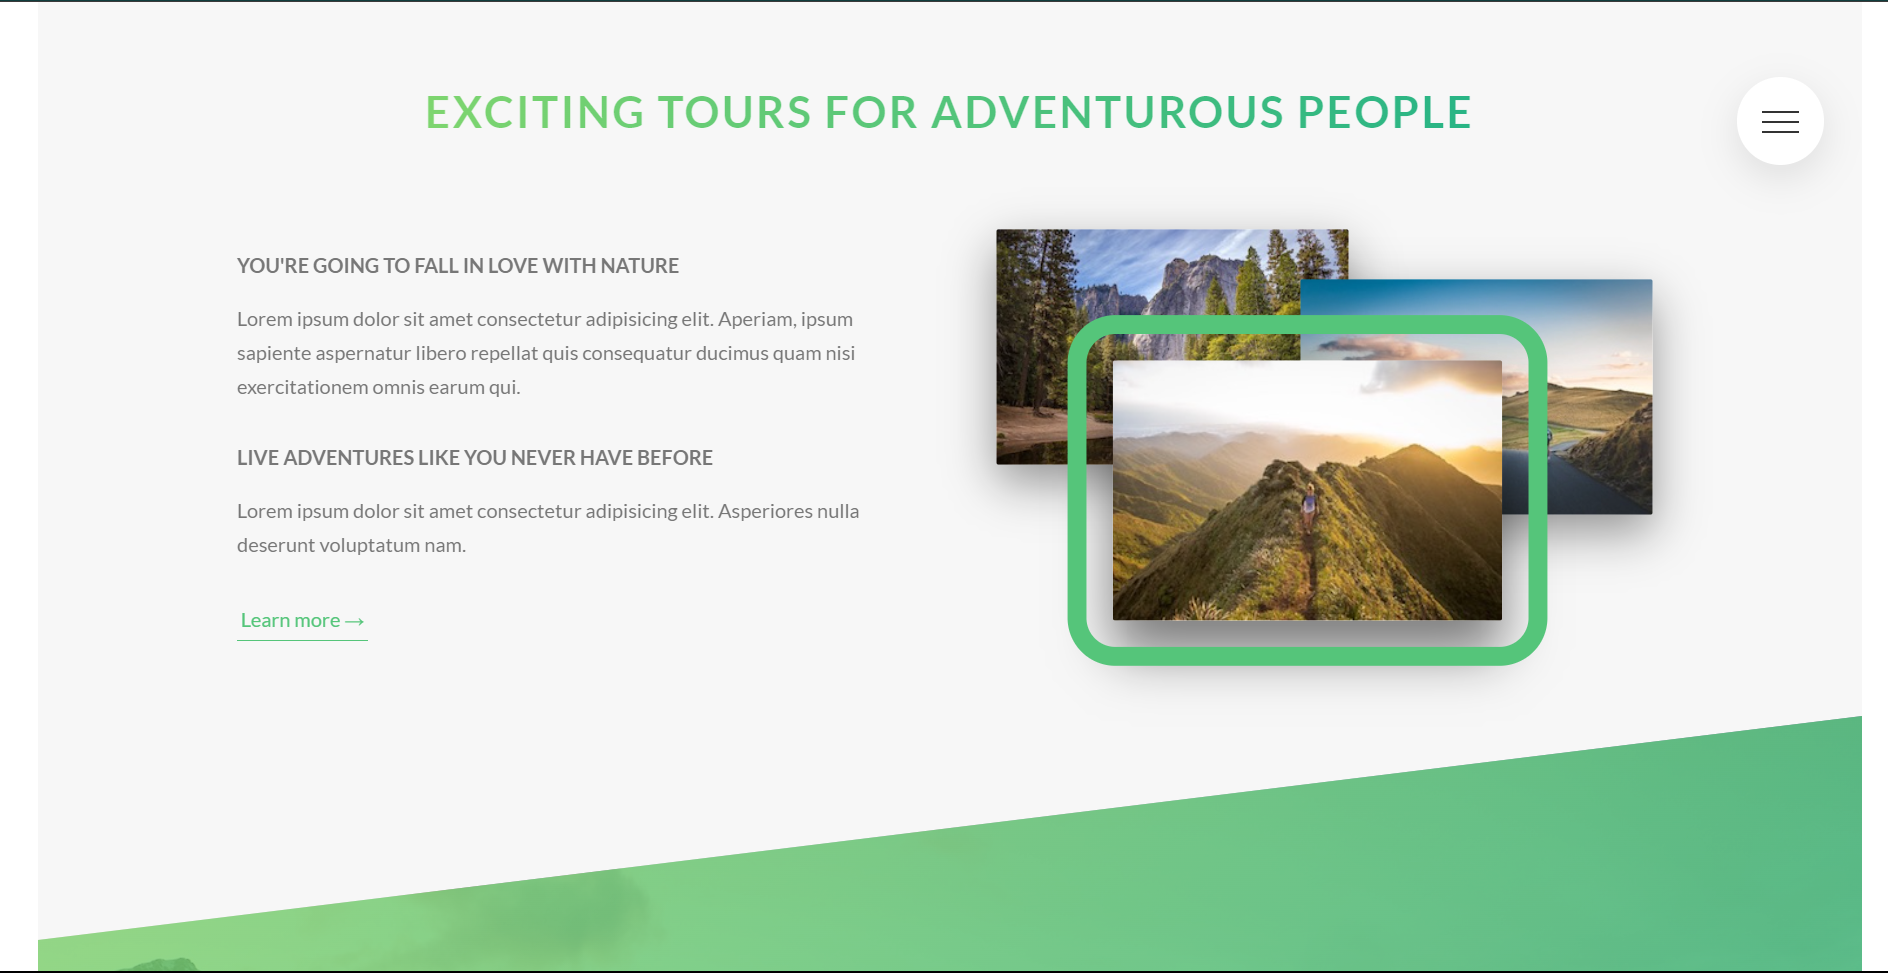 EXCITING TOURS FOR ADVENTUROUS PEOPLE
YOU'RE GOING TO FALL IN LOVE WITH NATURE
Lorem ipsum dolor sit amet consectetur adipisicing elit. Aperiam, ipsum
sapiente aspernatur libero repellat quis consequatur ducimus quam nisi
exercitationem omnis earum qui.
LIVE ADVENTURES LIKE YOU NEVER HAVE BEFORE
Lorem ipsum dolor sit amet consectetur adipisicing elit. Asperiores nulla
deserunt voluptatum nam.
Learn more →